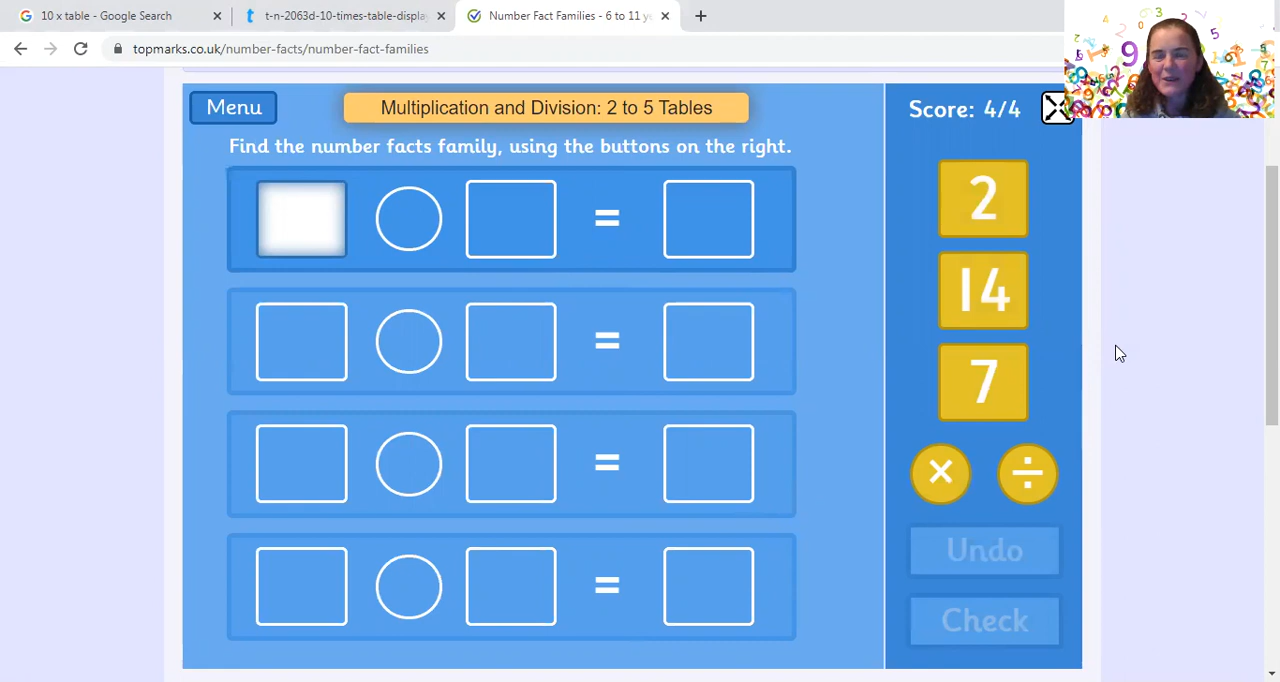 10 x table - Google Search
t-n-2063d-10-times-table-displa
Number Fact Families - 6 to 11 ye
topmarks.co.uk/number-facts/number-fact-families
Menu
Multiplication and Division: 2 to 5 Tables
Score: 4/4
Find the number facts family, using the buttons on the right.
=
=
=
=
2
14
7
× ÷
Undo
Check